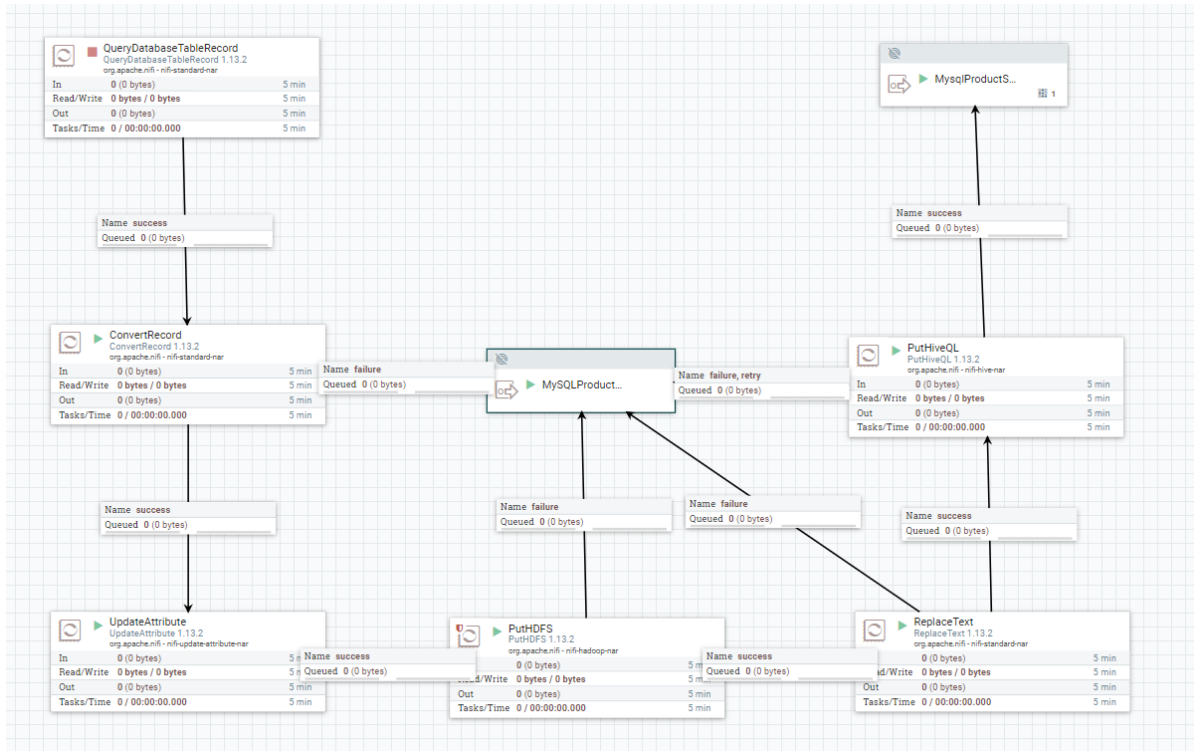 QueryDatabaseTableRecord
QueryDatabaseTableRecord 1.13.2
org.apache.nifi - nifi-standard-nar
In 0 (0 bytes) 5 min
Read/Write 0 bytes / 0 bytes 5 min
Out 0 (0 bytes) 5 min
Tasks/Time 0 / 00:00:00.000 5 min
MysqlProductS...
1
Name success
Queued 0 (0 bytes)
Name success
Queued 0 (0 bytes)
ConvertRecord
ConvertRecord 1.13.2
org.apache.nifi - nifi-standard-nar
In 0 (0 bytes) 5 min
Read/Write 0 bytes / 0 bytes 5 min
Out 0 (0 bytes) 5 min
Tasks/Time 0 / 00:00:00.000 5 min
Name failure
Queued 0 (0 bytes)
MySQLProduct...
Name failure, retry
Queued 0 (0 bytes)
PutHiveQL
PutHiveQL 1.13.2
org.apache.nifi - nifi-hive-nar
In 0 (0 bytes) 5 min
Read/Write 0 bytes / 0 bytes 5 min
Out 0 (0 bytes) 5 min
Tasks/Time 0 / 00:00:00.000 5 min
Name success
Queued 0 (0 bytes)
Name failure
Queued 0 (0 bytes)
Name failure
Queued 0 (0 bytes)
Name success
Queued 0 (0 bytes)
UpdateAttribute
UpdateAttribute 1.13.2
org.apache.nifi - nifi-update-attribute-nar
In 0 (0 bytes) 5
Read/Write 0 bytes / 0 bytes 5
Out 0 (0 bytes) 5 min
Tasks/Time 0 / 00:00:00.000 5 min
Name success
Queued 0 (0 bytes)
PutHDFS
PutHDFS 1.13.2
org.apache.nifi - nifi-hadoop-nar
0 (0 bytes) 5
d/Write 0 bytes / 0 bytes 5
Out 0 (0 bytes) 5 min
Tasks/Time 0 / 00:00:00.000 5 min
Name success
Queued 0 (0 bytes)
ReplaceText
ReplaceText 1.13.2
org.apache.nifi - nifi-standard-nar
0 (0 bytes) 5 min
d/Write 0 bytes / 0 bytes 5 min
Out 0 (0 bytes) 5 min
Tasks/Time 0 / 00:00:00.000 5 min